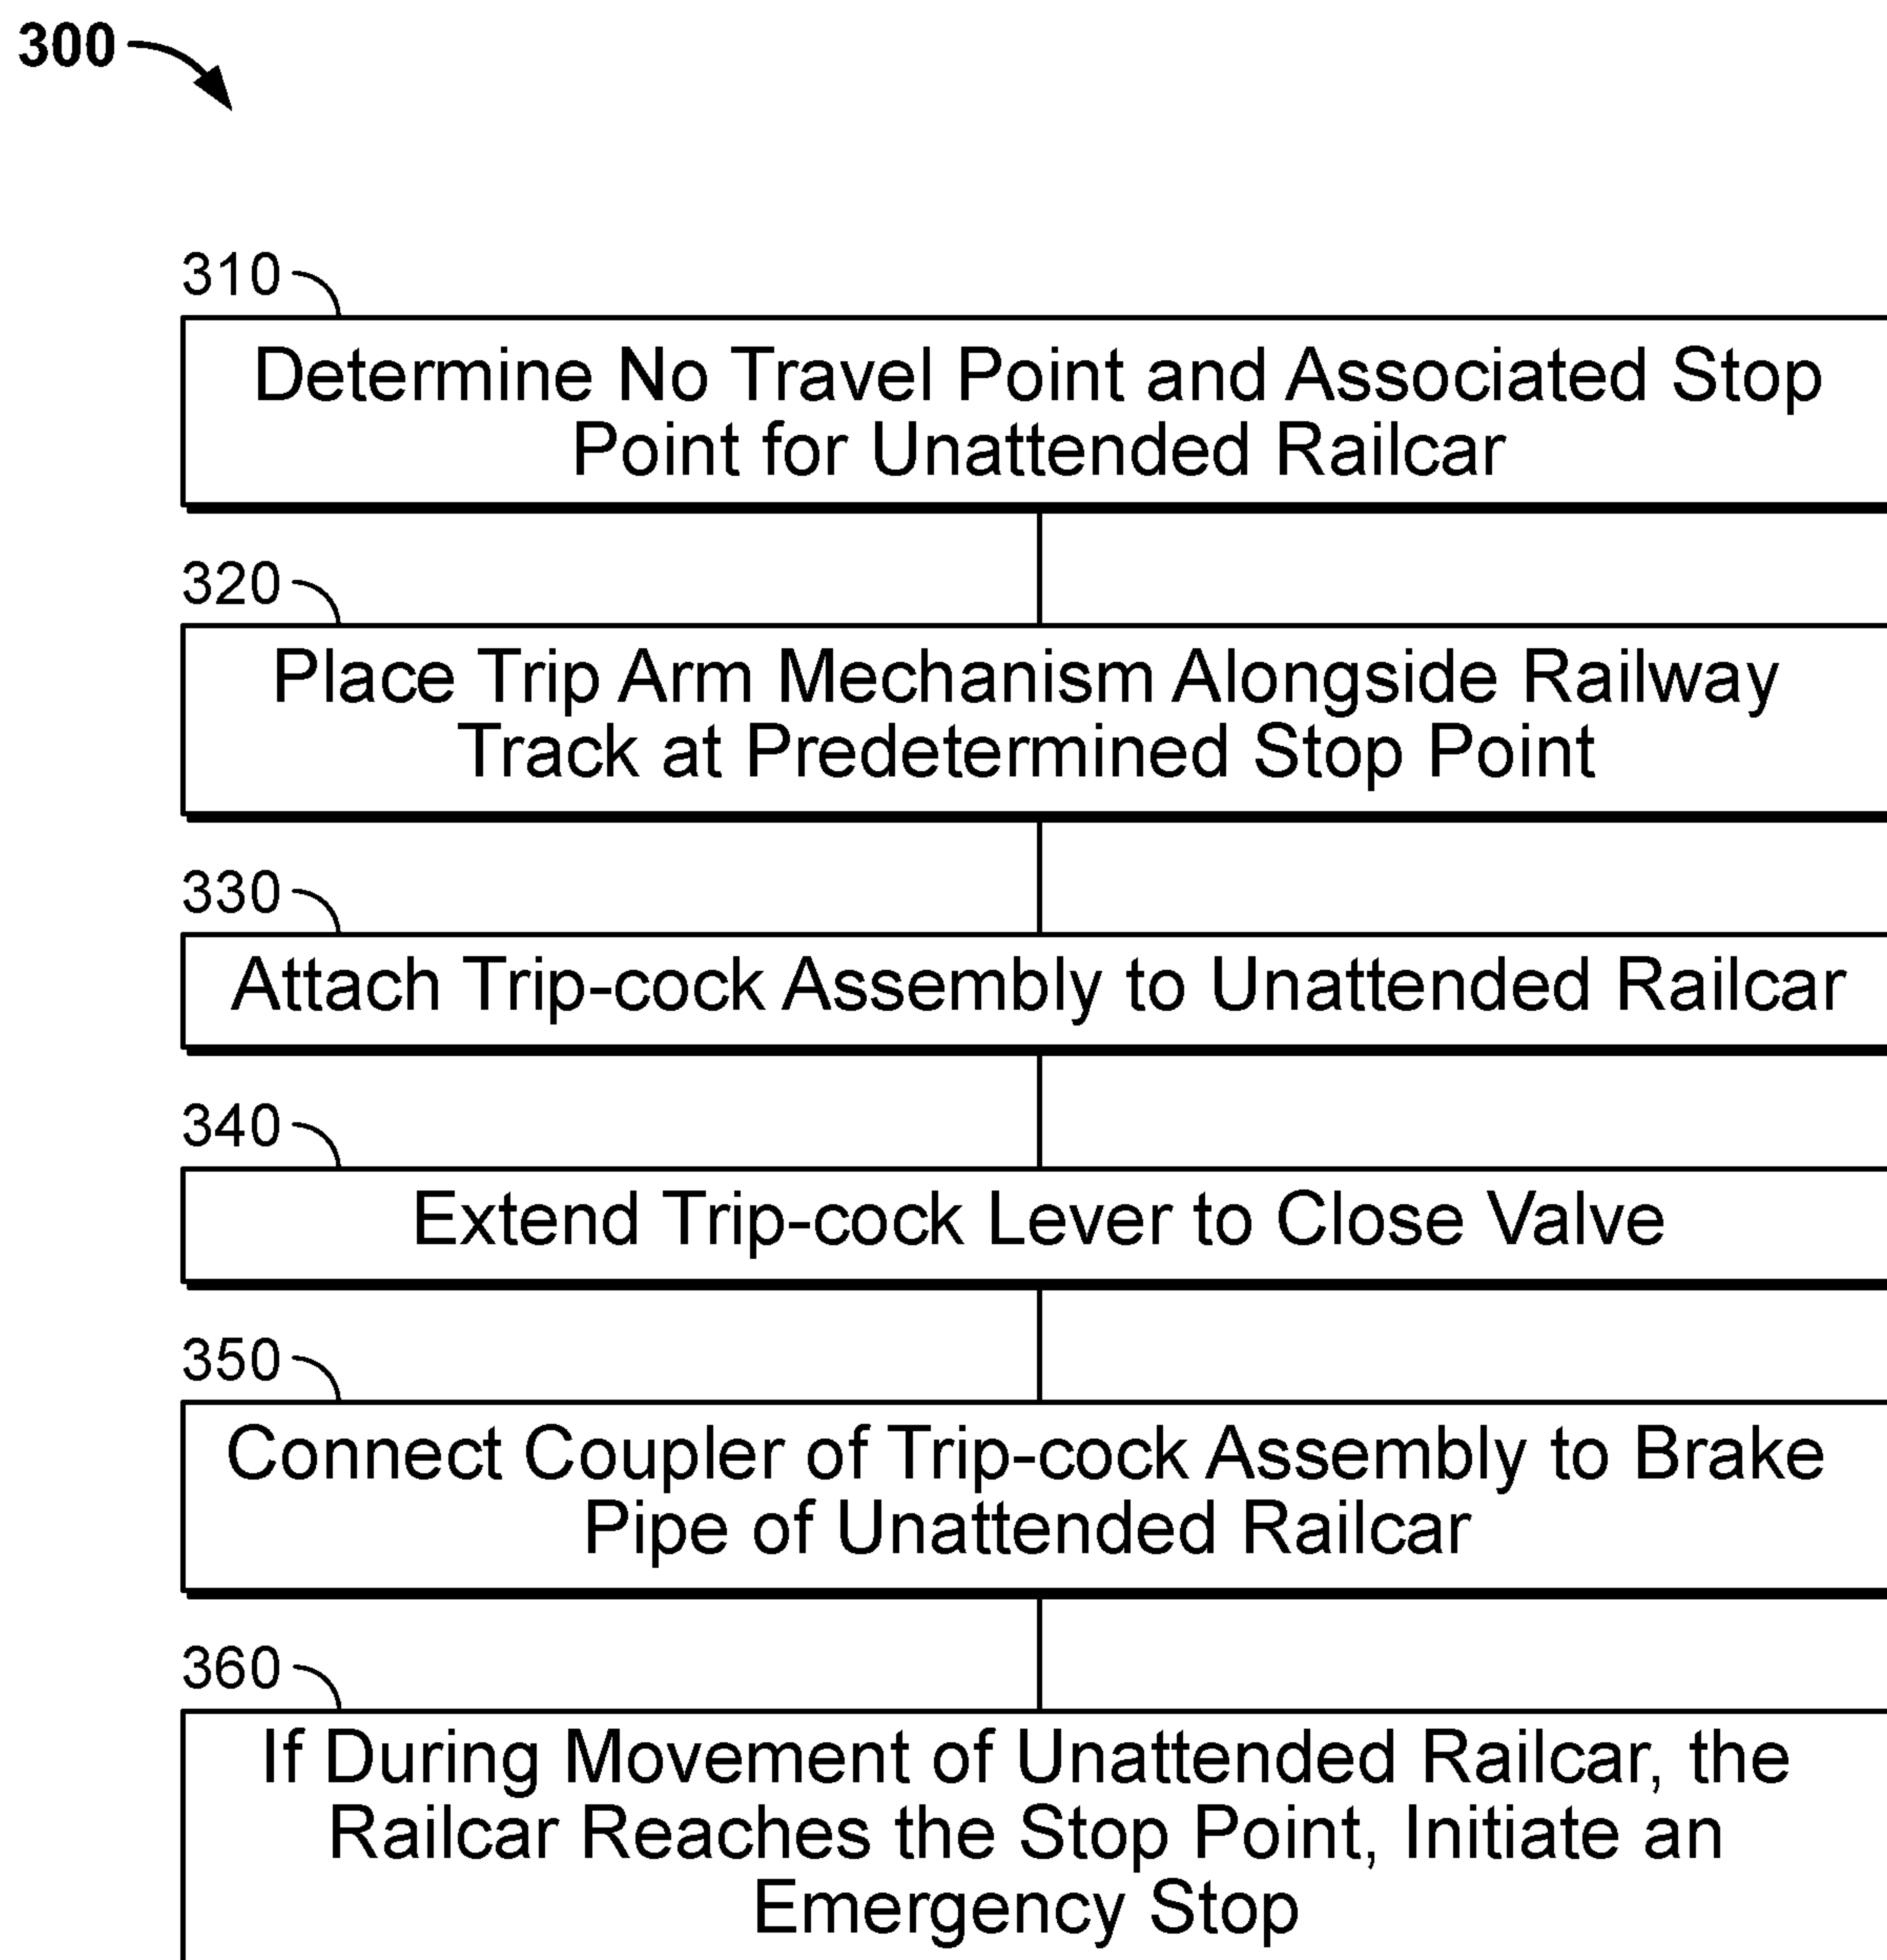 300
310
Determine No Travel Point and Associated Stop
Point for Unattended Railcar
320
Place Trip Arm Mechanism Alongside Railway
Track at Predetermined Stop Point
330
Attach Trip-cock Assembly to Unattended Railcar
340
Extend Trip-cock Lever to Close Valve
350
Connect Coupler of Trip-cock Assembly to Brake
Pipe of Unattended Railcar
360
If During Movement of Unattended Railcar, the
Railcar Reaches the Stop Point, Initiate an
Emergency Stop